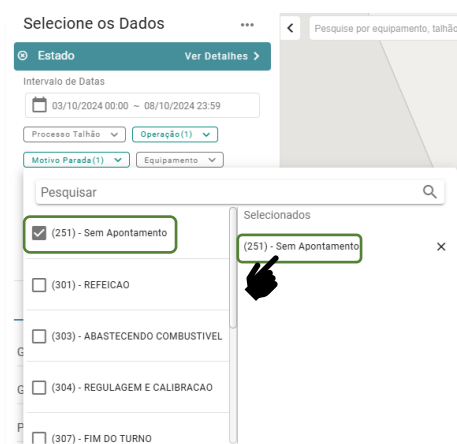 Selecione os Dados
Pesquise por equipamento, talhão
Estado
Ver Detalhes
Intervalo de Datas
03/10/2024 00:00 ~ 08/10/2024 23:59
Processo Talhão
Operação(1)
Motivo Parada(1)
Equipamento
Pesquisar
Selecionados
(251) - Sem Apontamento
(251) - Sem Apontamento
(301) - REFEICAO
(303) - ABASTECENDO COMBUSTIVEL
(304) - REGULAGEM E CALIBRACAO
(307) - FIM DO TURNO